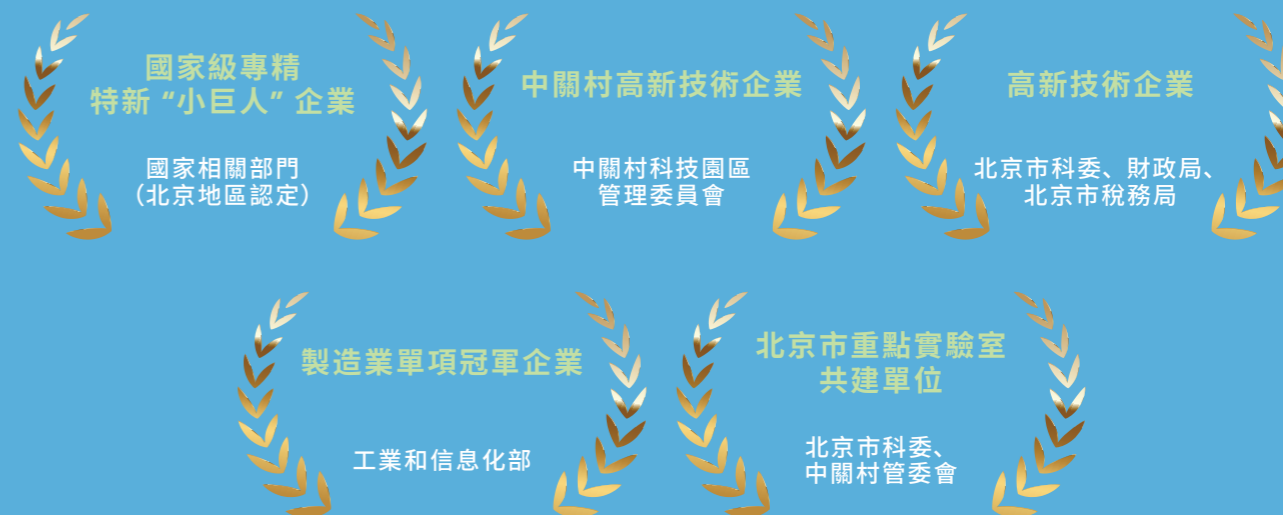 國家級專精
特新 “小巨人” 企業
國家相關部門
（北京地區認定）
中關村高新技術企業
中關村科技園區
管理委員會
高新技術企業
北京市科委、財政局、
北京市稅務局
製造業單項冠軍企業
工業和信息化部
北京市重點實驗室
共建單位
北京市科委、
中關村管委會